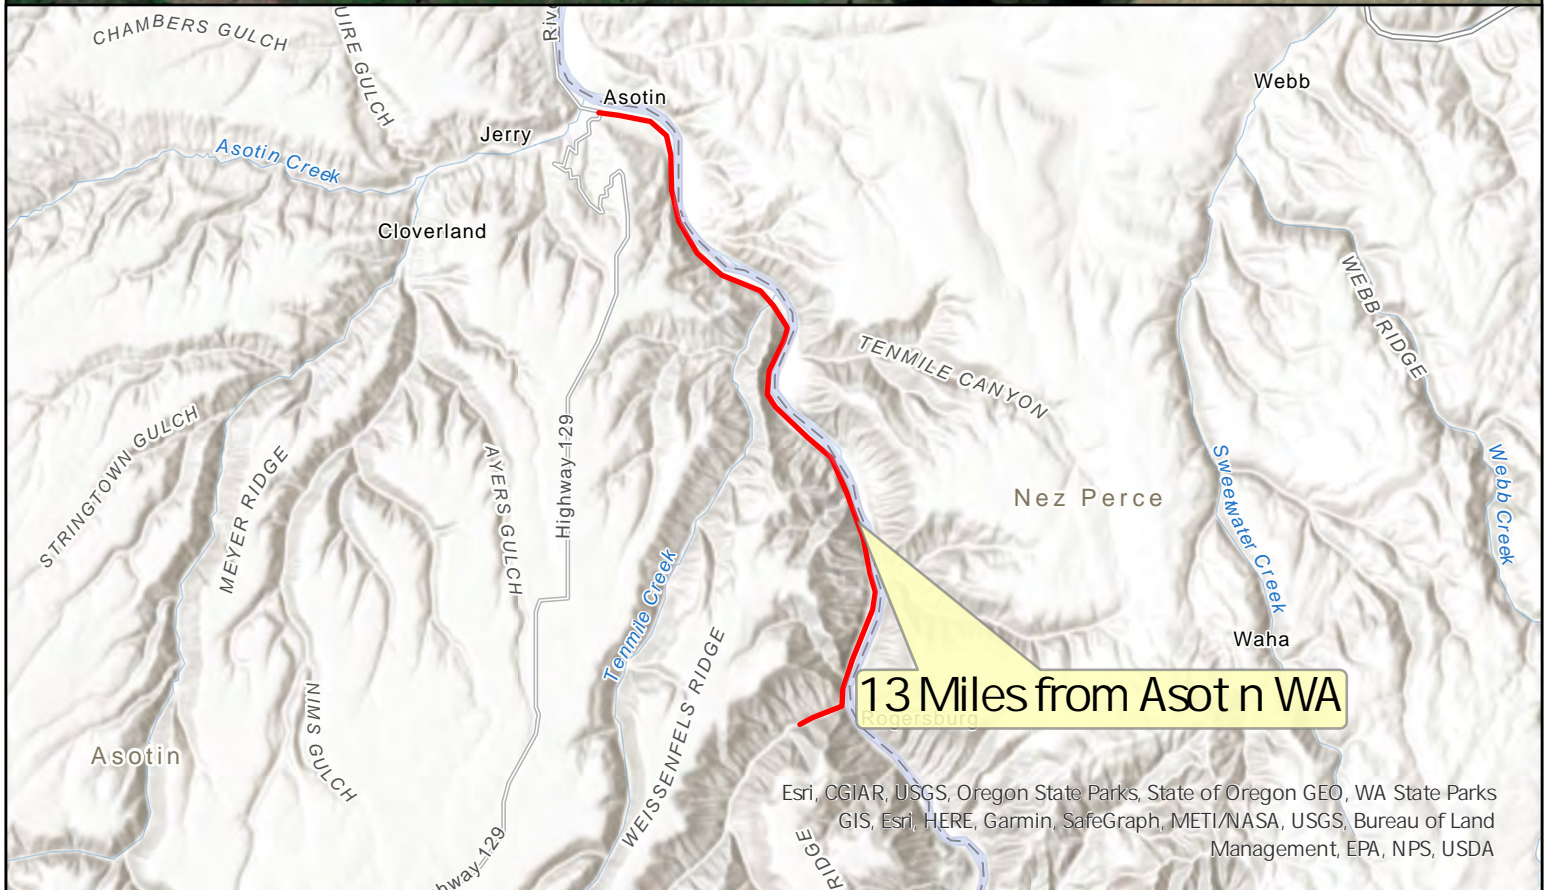 CHAMBERS GULCH
UIRE GULCH
Rive
Asotin
Webb
Jerry
Asotin Creek
Cloverland
WEBB RIDGE
TENMILE CANYON
STRINGTOWN GULCH
MEYER RIDGE
AYERS GULCH
Highway 129
Nez Perce
Sweetwater Creek
Webb Creek
Tenmile Creek
WEISSENFELS RIDGE
Waha
13 Miles from Asot n WA
Rogersburg
NIMS GULCH
Asotin
Esri, CGIAR, USGS, Oregon State Parks, State of Oregon GEO, WA State Parks
GIS, Esri, HERE, Garmin, SafeGraph, METI/NASA, USGS, Bureau of Land
Management, EPA, NPS, USDA
hway 129
RIDGE